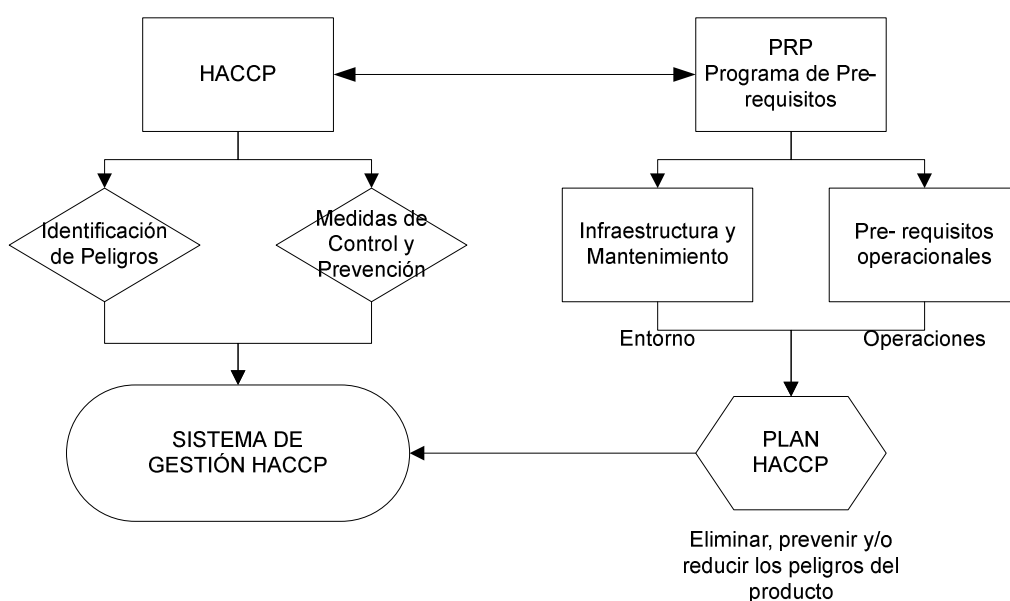 HACCP
PRP
Programa de Pre-
requisitos
Identificación
de Peligros
Medidas de
Control y
Prevención
Infraestructura y
Mantenimiento
Pre- requisitos
operacionales
Entorno
Operaciones
SISTEMA DE
GESTIÓN HACCP
PLAN
HACCP
Eliminar, prevenir y/o
reducir los peligros del
producto